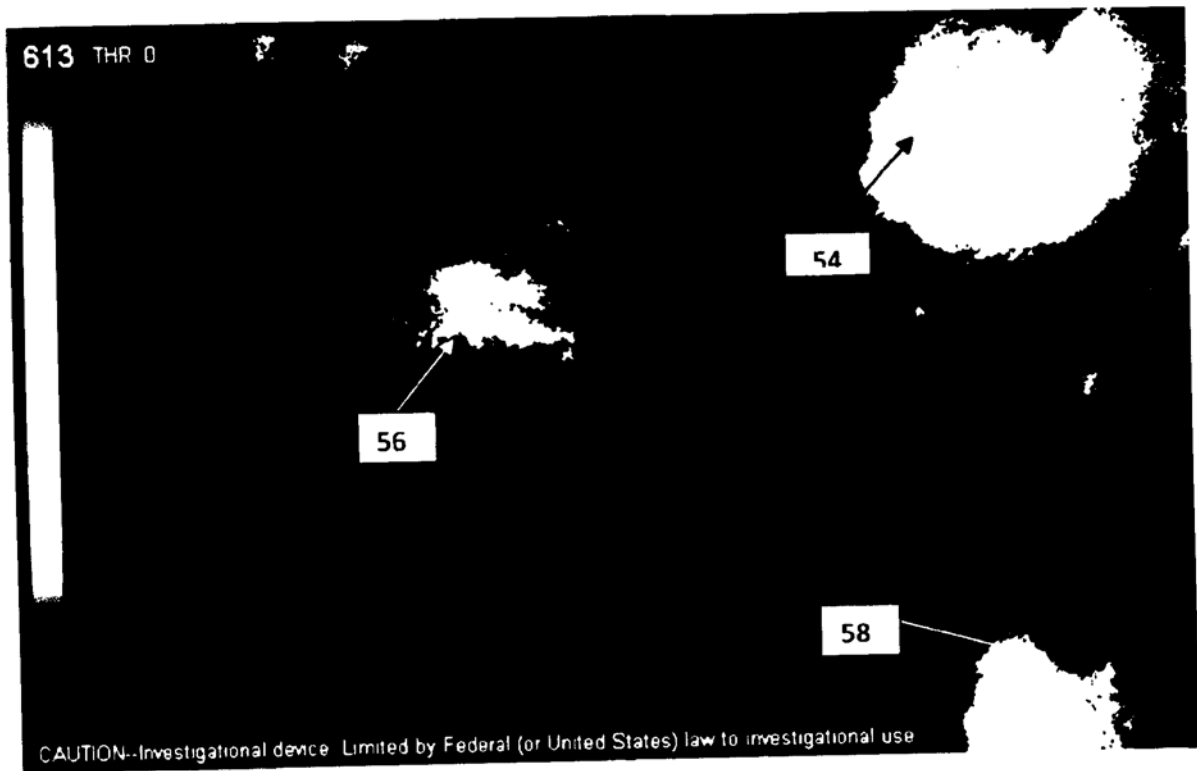 613 THR 0
54
56
58
CAUTION--Investigational device Limited by Federal (or United States) law to investigational use